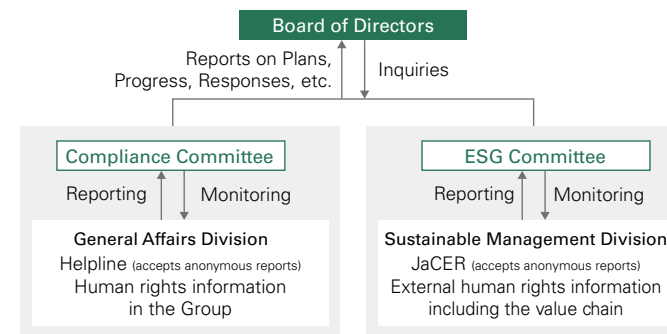 Board of Directors
Reports on Plans,
Progress, Responses, etc.
Inquiries
Compliance Committee
Reporting
Monitoring
General Affairs Division
Helpline (accepts anonymous reports)
Human rights information
in the Group
ESG Committee
Reporting
Monitoring
Sustainable Management Division
JaCER (accepts anonymous reports)
External human rights information
including the value chain